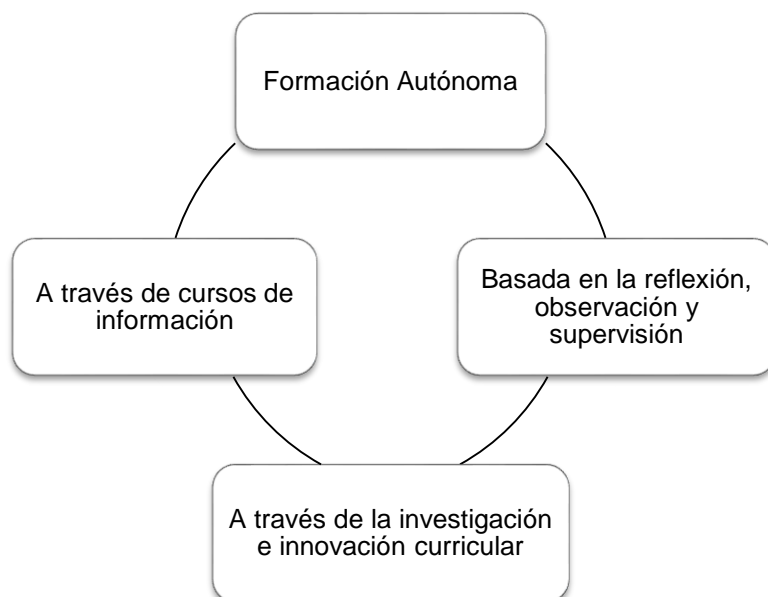 Formación Autónoma
Basada en la reflexión,
observación y
supervisión
A través de la investigación
e innovación curricular
A través de cursos de
información